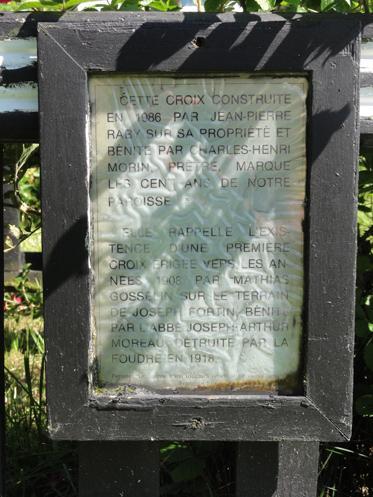 CETTE CROIX CONSTRUITE
EN 1986 PAR JEAN-PIERRE
RABY SUR SA PROPRIETÉ ET
BÉNITE PAR CHARLES-HENRI
MORIN, PRÊTRE, MARQUE
LES CENT ANS DE NOTRE
PAROISSE.
ELLE RAPPELLE L'EXIS-
TENCE D'UNE PREMIÈRE
CROIX ÉRIGÉE VERS LES AN-
NÉES 1908 PAR MATHIAS
GOSSELIN SUR LE TERRAIN
DE JOSEPH FORTIN, BÉNITE
PAR L'ABBÉ JOSEPH-ARTHUR
MOREAU, DÉTRUITE PAR LA
FOUDRE EN 1918.